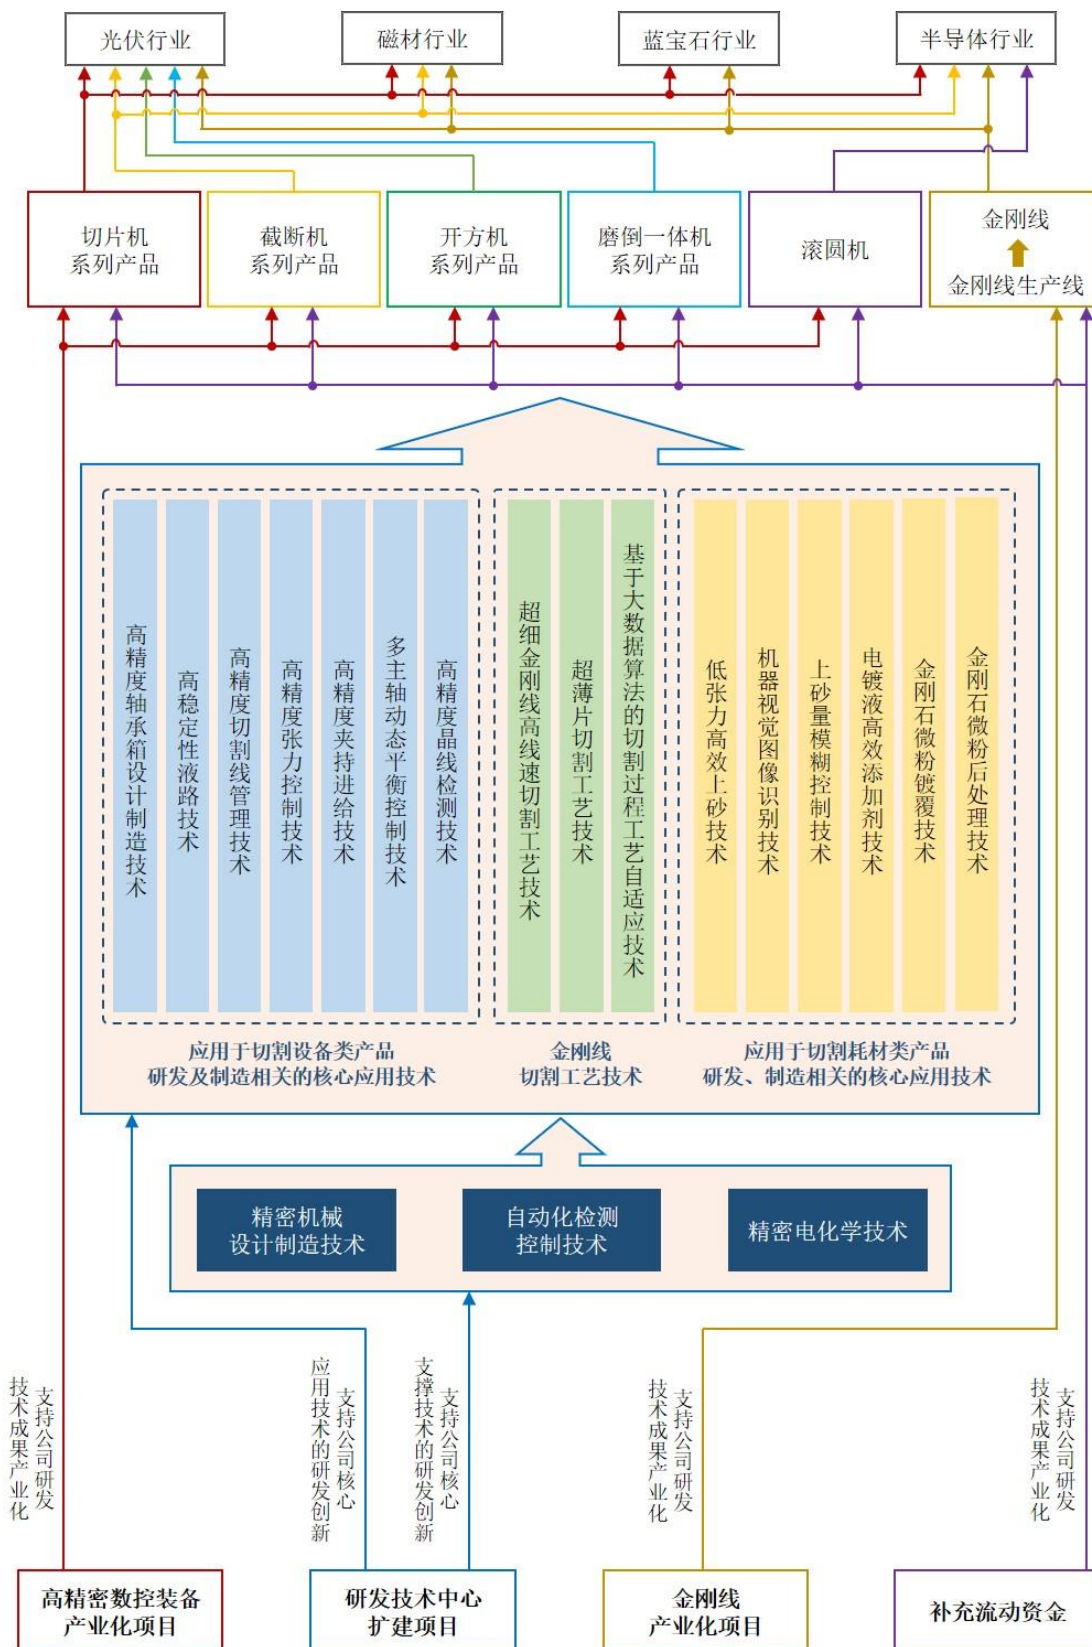 光伏行业
磁材行业
蓝宝石行业
半导体行业
切片机
系列产品
截断机
系列产品
开方机
系列产品
磨倒一体机
系列产品
滚圆机
金刚线
金刚线生产线
高精度轴承箱设计制造技术
高稳定性液路技术
高精度切割线管理技术
高精度张力控制技术
高精度夹持进给技术
多主轴动态平衡控制技术
高精度晶线检测技术
超细金刚线高线速切割工艺技术
超薄片切割工艺技术
基于大数据算法的切割过程工艺自适应技术
低张力高效上砂技术
机器视觉图像识别技术
上砂量模糊控制技术
电镀液高效添加剂技术
金刚石微粉镀覆技术
金刚石微粉后处理技术
应用于切割设备类产品
研发及制造相关的核心应用技术
金刚线
切割工艺技术
应用于切割耗材类产品
研发、制造相关的核心应用技术
精密机械
设计制造技术
自动化检测
控制技术
精密电化学技术
支持公司研发
技术成果产业化
支持公司核心
应用技术的研发创新
支持公司核心
支撑技术的研发创新
支持公司研发
技术成果产业化
支持公司研发
技术成果产业化
高精密数控装备
产业化项目
研发技术中心
扩建项目
金刚线
产业化项目
补充流动资金